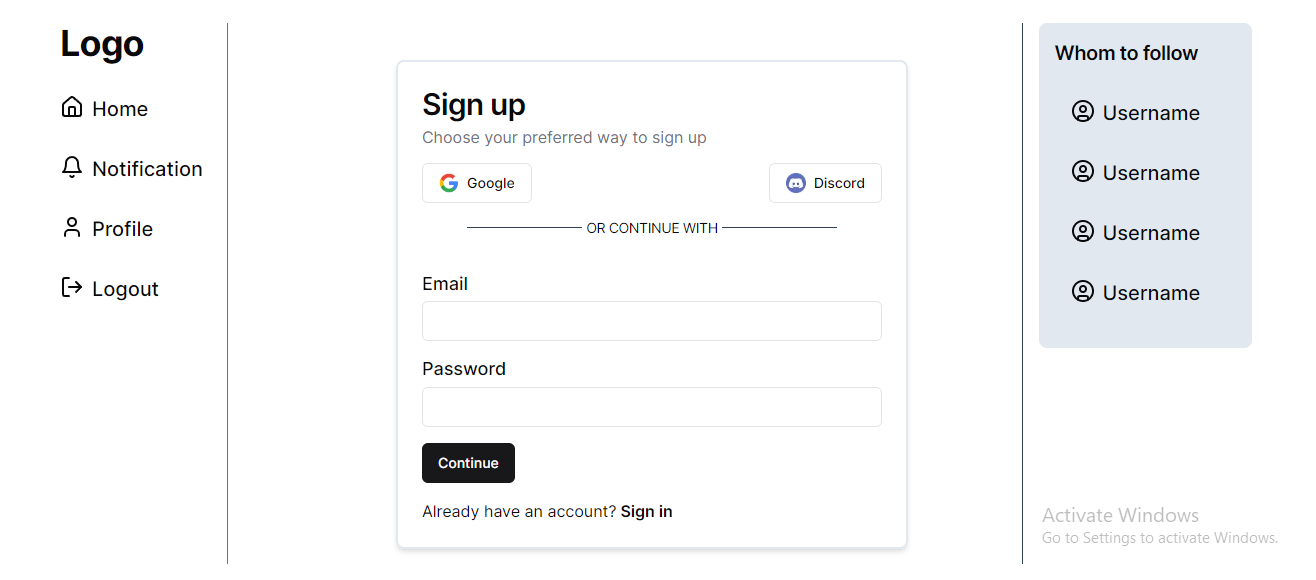 Logo
Home
Notification
Profile
Logout
Sign up
Choose your preferred way to sign up
Google
Discord
OR CONTINUE WITH
Email
Password
Continue
Already have an account? Sign in
Whom to follow
Username
Username
Username
Username
Activate Windows
Go to Settings to activate Windows.